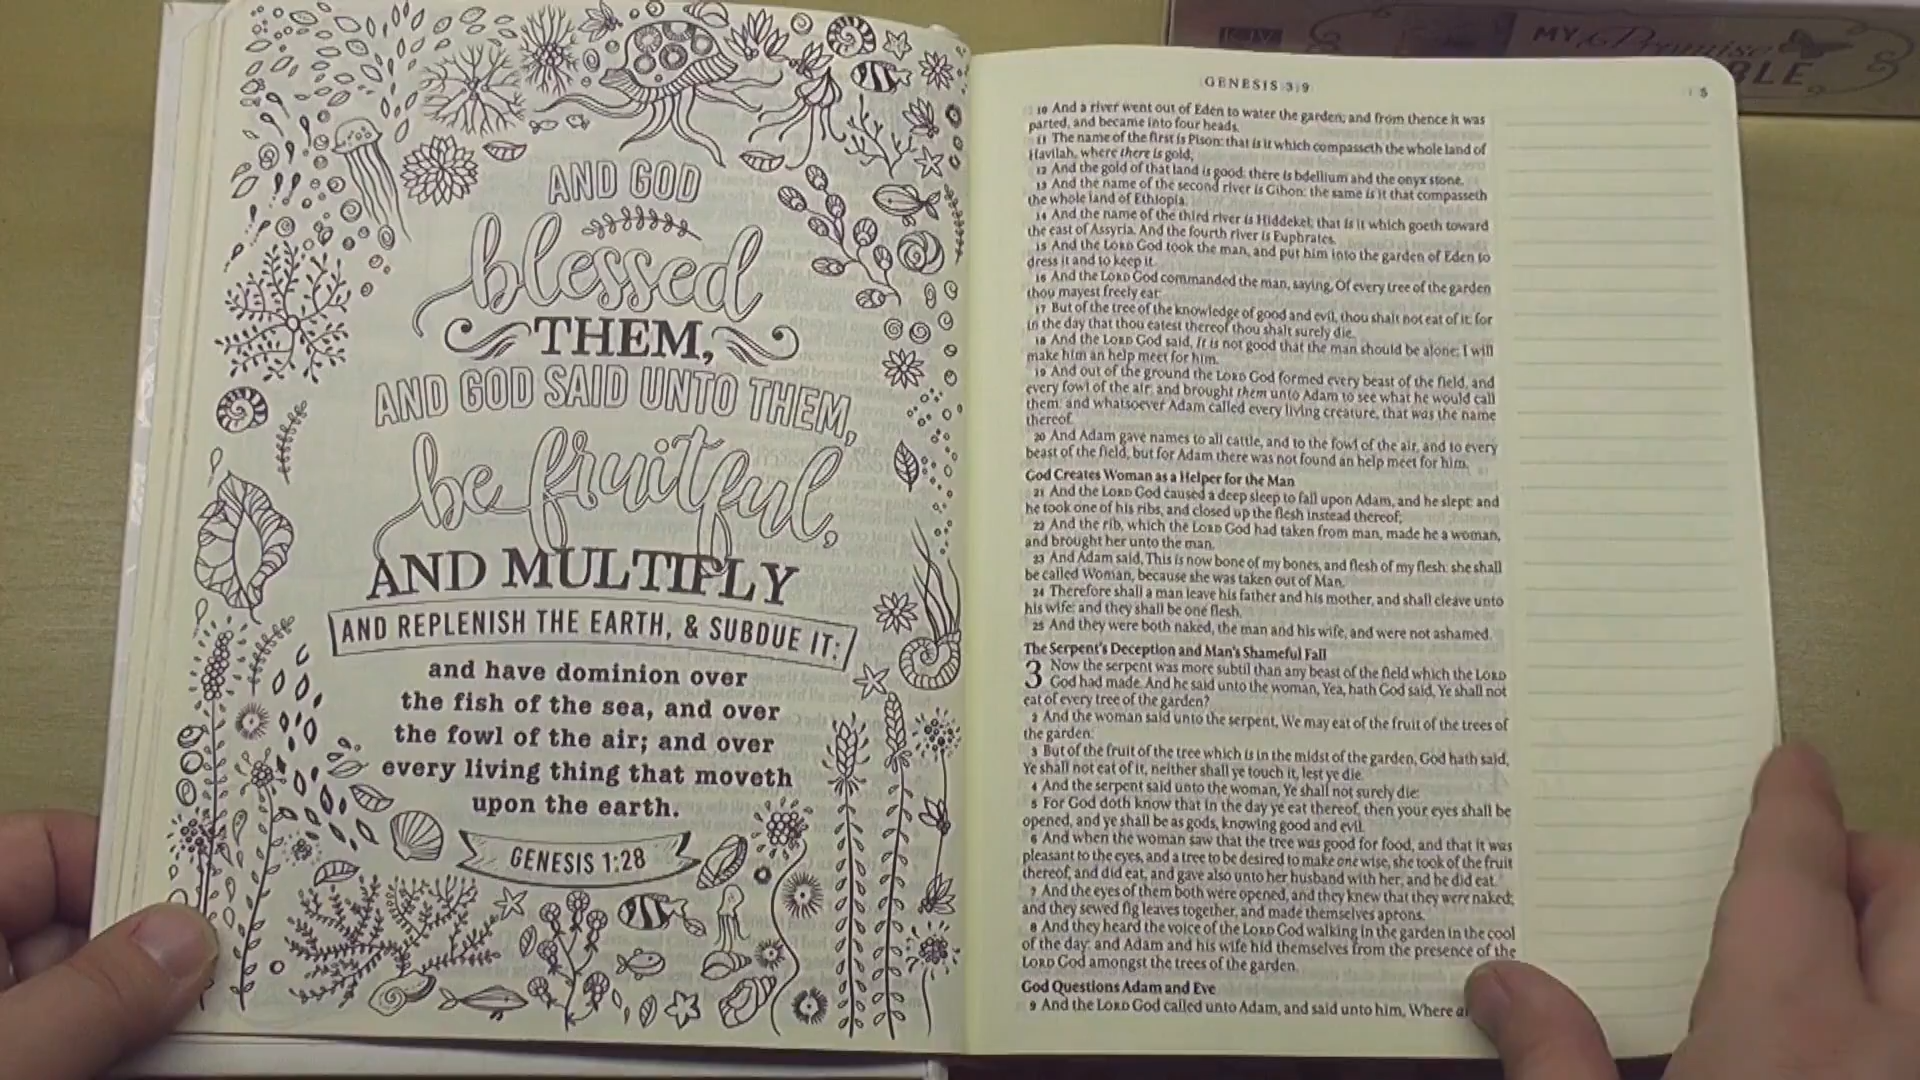 MY Promise
BLE
AND GOD
blessed
THEM,
AND GOD SAID UNTO THEM,
be fruitful,
AND MULTIPLY
AND REPLENISH THE EARTH, & SUBDUE IT:
and have dominion over
the fish of the sea, and over
the fowl of the air; and over
every living thing that moveth
upon the earth.
GENESIS 1:28
GENESIS 3:9
5
10 And a river went out of Eden to water the garden; and from thence it was
parted, and became into four heads.
11 The name of the first is Pison: that is it which compasseth the whole land of
Havilah, where there is gold;
12 And the gold of that land is good: there is bdellium and the onyx stone.
13 And the name of the second river is Gihon: the same is it that compasseth
the whole land of Ethiopia.
14 And the name of the third river is Hiddekel: that is it which goeth toward
the east of Assyria. And the fourth river is Euphrates.
15 And the LORD God took the man, and put him into the garden of Eden to
dress it and to keep it.
16 And the LORD God commanded the man, saying, Of every tree of the garden
thou mayest freely eat:
17 But of the tree of the knowledge of good and evil, thou shalt not eat of it: for
in the day that thou eatest thereof thou shalt surely die.
18 And the LORD God said, It is not good that the man should be alone; I will
make him an help meet for him.
19 And out of the ground the LORD God formed every beast of the field, and
every fowl of the air; and brought them unto Adam to see what he would call
them: and whatsoever Adam called every living creature, that was the name
thereof.
20 And Adam gave names to all cattle, and to the fowl of the air, and to every
beast of the field; but for Adam there was not found an help meet for him.
God Creates Woman as a Helper for the Man
21 And the LORD God caused a deep sleep to fall upon Adam, and he slept: and
he took one of his ribs, and closed up the flesh instead thereof;
22 And the rib, which the LORD God had taken from man, made he a woman,
and brought her unto the man.
23 And Adam said, This is now bone of my bones, and flesh of my flesh: she shall
be called Woman, because she was taken out of Man.
24 Therefore shall a man leave his father and his mother, and shall cleave unto
his wife: and they shall be one flesh.
25 And they were both naked, the man and his wife, and were not ashamed.
The Serpent's Deception and Man's Shameful Fall
3 Now the serpent was more subtil than any beast of the field which the LORD
God had made. And he said unto the woman, Yea, hath God said, Ye shall not
eat of every tree of the garden?
2 And the woman said unto the serpent, We may eat of the fruit of the trees of
the garden:
3 But of the fruit of the tree which is in the midst of the garden, God hath said,
Ye shall not eat of it, neither shall ye touch it, lest ye die.
4 And the serpent said unto the woman, Ye shall not surely die:
5 For God doth know that in the day ye eat thereof, then your eyes shall be
opened, and ye shall be as gods, knowing good and evil.
6 And when the woman saw that the tree was good for food, and that it was
pleasant to the eyes, and a tree to be desired to make one wise, she took of the fruit
thereof, and did eat, and gave also unto her husband with her; and he did eat.
7 And the eyes of them both were opened, and they knew that they were naked;
and they sewed fig leaves together, and made themselves aprons.
8 And they heard the voice of the LORD God walking in the garden in the cool
of the day: and Adam and his wife hid themselves from the presence of the
LORD God amongst the trees of the garden.
God Questions Adam and Eve
9 And the LORD God called unto Adam, and said unto him, Where